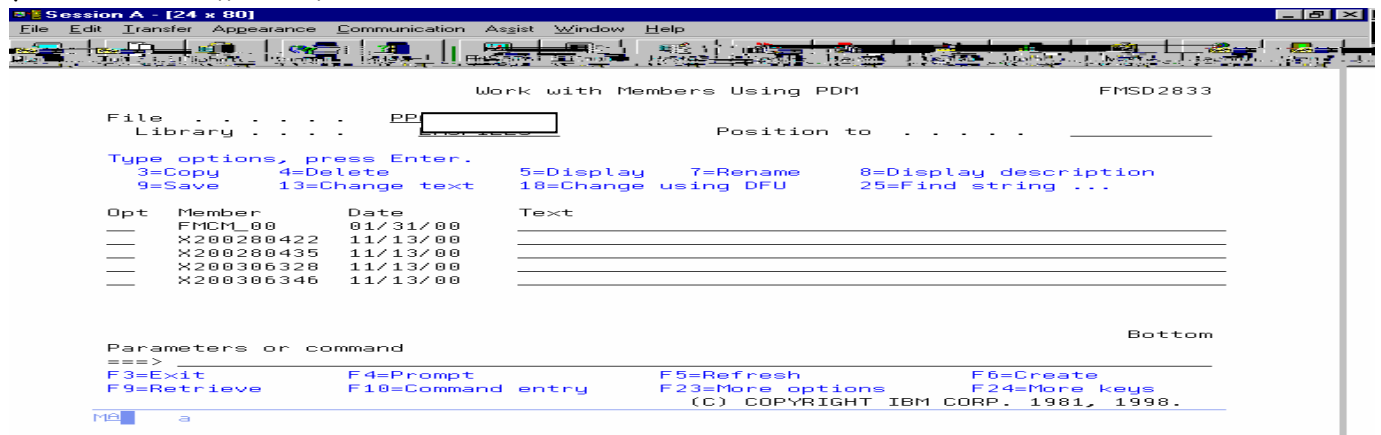 Session A - [24 x 80]
File Edit Transfer Appearance Communication Assist Window Help
Work with Members Using PDM FMSD2833
File . . . . . .
Library . . . . Position to . . . . .
Type options, press Enter.
3=Copy 4=Delete 5=Display 7=Rename 8=Display description
9=Save 13=Change text 18=Change using DFU 25=Find string ...
Opt Member Date Text
FMCM_00 01/31/00
X200280422 11/13/00
X200280435 11/13/00
X200306328 11/13/00
X200306346 11/13/00
Bottom
Parameters or command
===>
F3=Exit F4=Prompt F5=Refresh F6=Create
F9=Retrieve F10=Command entry F23=More options F24=More keys
(C) COPYRIGHT IBM CORP. 1981, 1998.
MA a